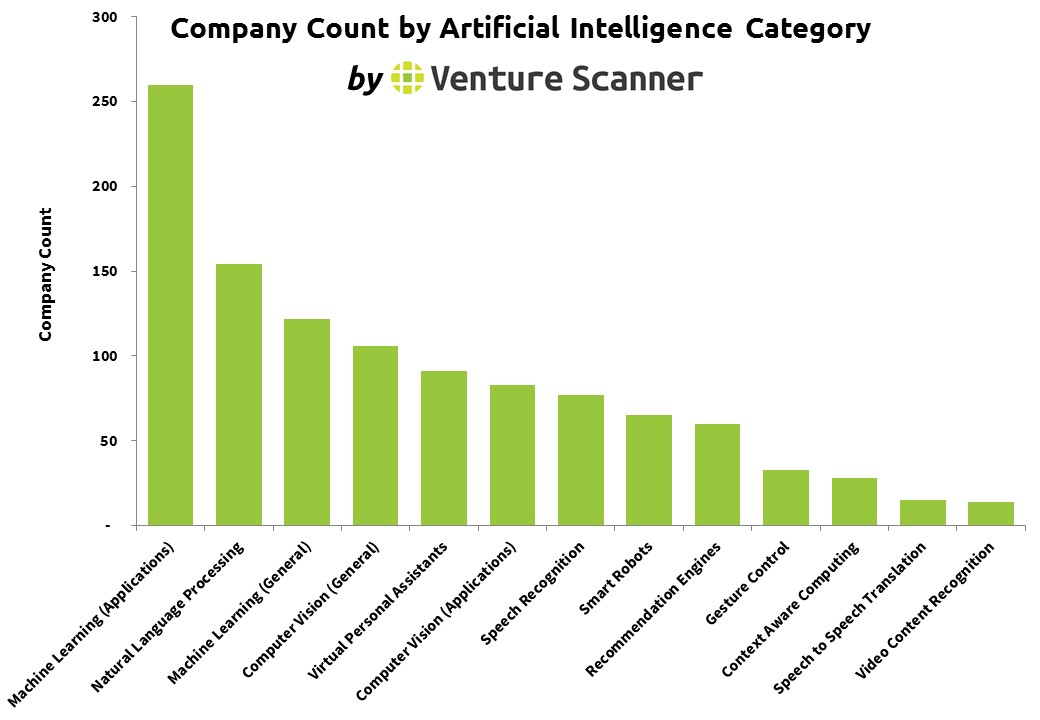 Company Count by Artificial Intelligence Category
by Venture Scanner
Company Count
300
250
200
150
100
50
-
Machine Learning (Applications)
Natural Language Processing
Machine Learning (General)
Computer Vision (General)
Virtual Personal Assistants
Computer Vision (Applications)
Speech Recognition
Smart Robots
Recommendation Engines
Gesture Control
Context Aware Computing
Speech to Speech Translation
Video Content Recognition